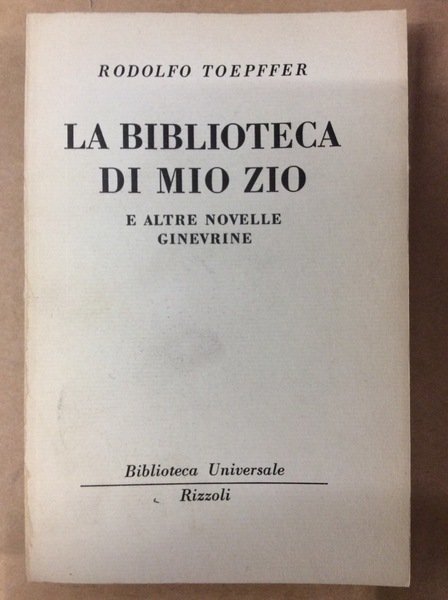 RODOLFO TOEPFFER
LA BIBLIOTECA
DI MIO ZIO
E ALTRE NOVELLE
GINEVRINE
Biblioteca Universale
Rizzoli